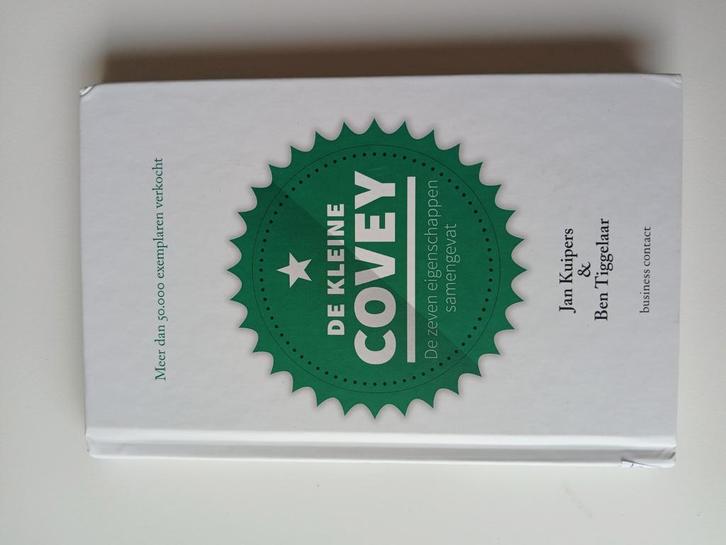 Meer dan 50.000 exemplaren verkocht
DE KLEINE
COVEY
De zeven eigenschappen
samengevat
Jan Kuipers
&
Ben Tiggelaar
business contact